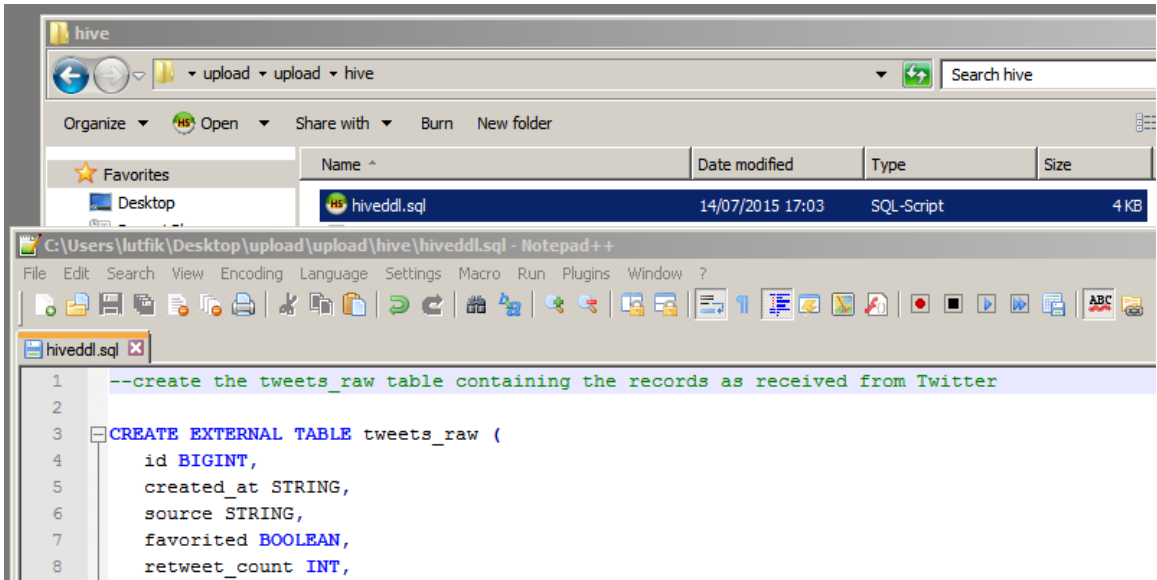 hive
upload upload hive
Search hive
Organize HS Open Share with Burn New folder
Name Date modified Type Size
Favorites
Desktop
HS hiveddl.sql 14/07/2015 17:03 SQL-Script 4 KB
C:\Users\lutfik\Desktop\upload\upload\hive\hiveddl.sql - Notepad++
File Edit Search View Encoding Language Settings Macro Run Plugins Window ?
ABC
hiveddl.sql
1 --create the tweets_raw table containing the records as received from Twitter
2
3 CREATE EXTERNAL TABLE tweets_raw (
4 id BIGINT,
5 created_at STRING,
6 source STRING,
7 favorited BOOLEAN,
8 retweet_count INT,